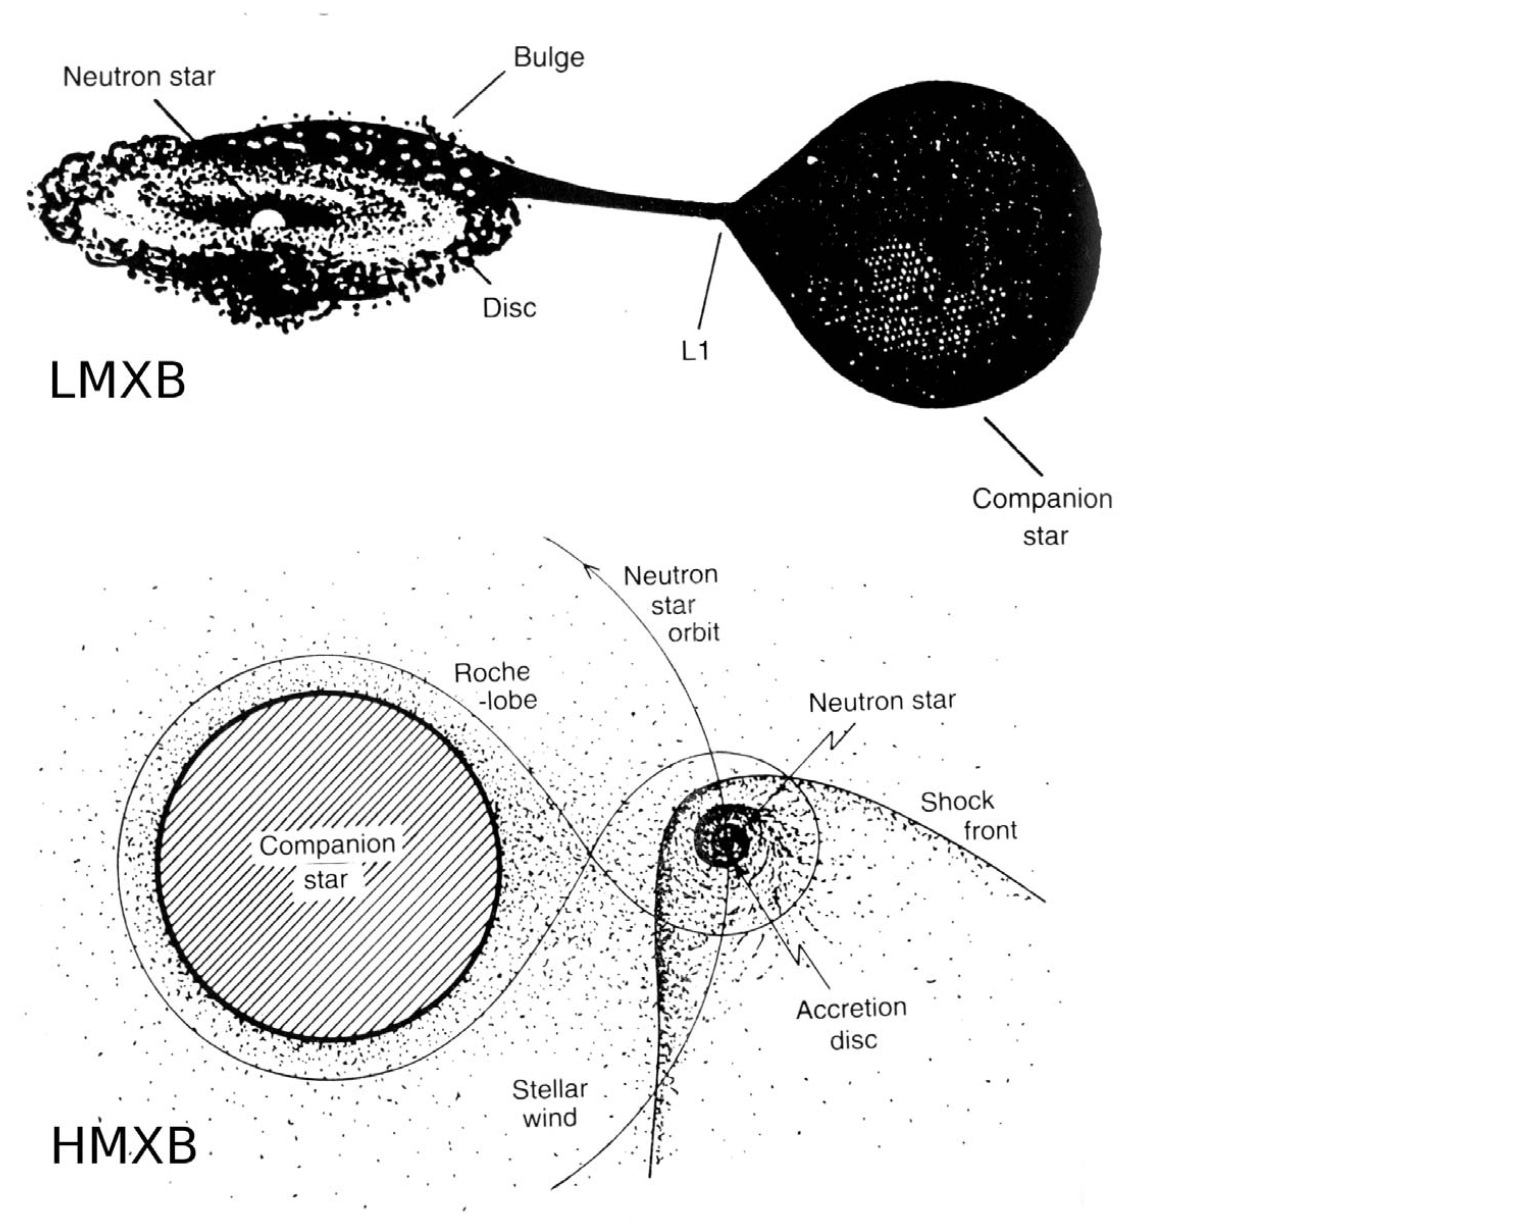 Bulge
Neutron star
Disc
L1
LMXB
Companion
star
Neutron
star
orbit
Roche
-lobe
Neutron star
Shock
front
Companion
star
Accretion
disc
Stellar
wind
HMXB